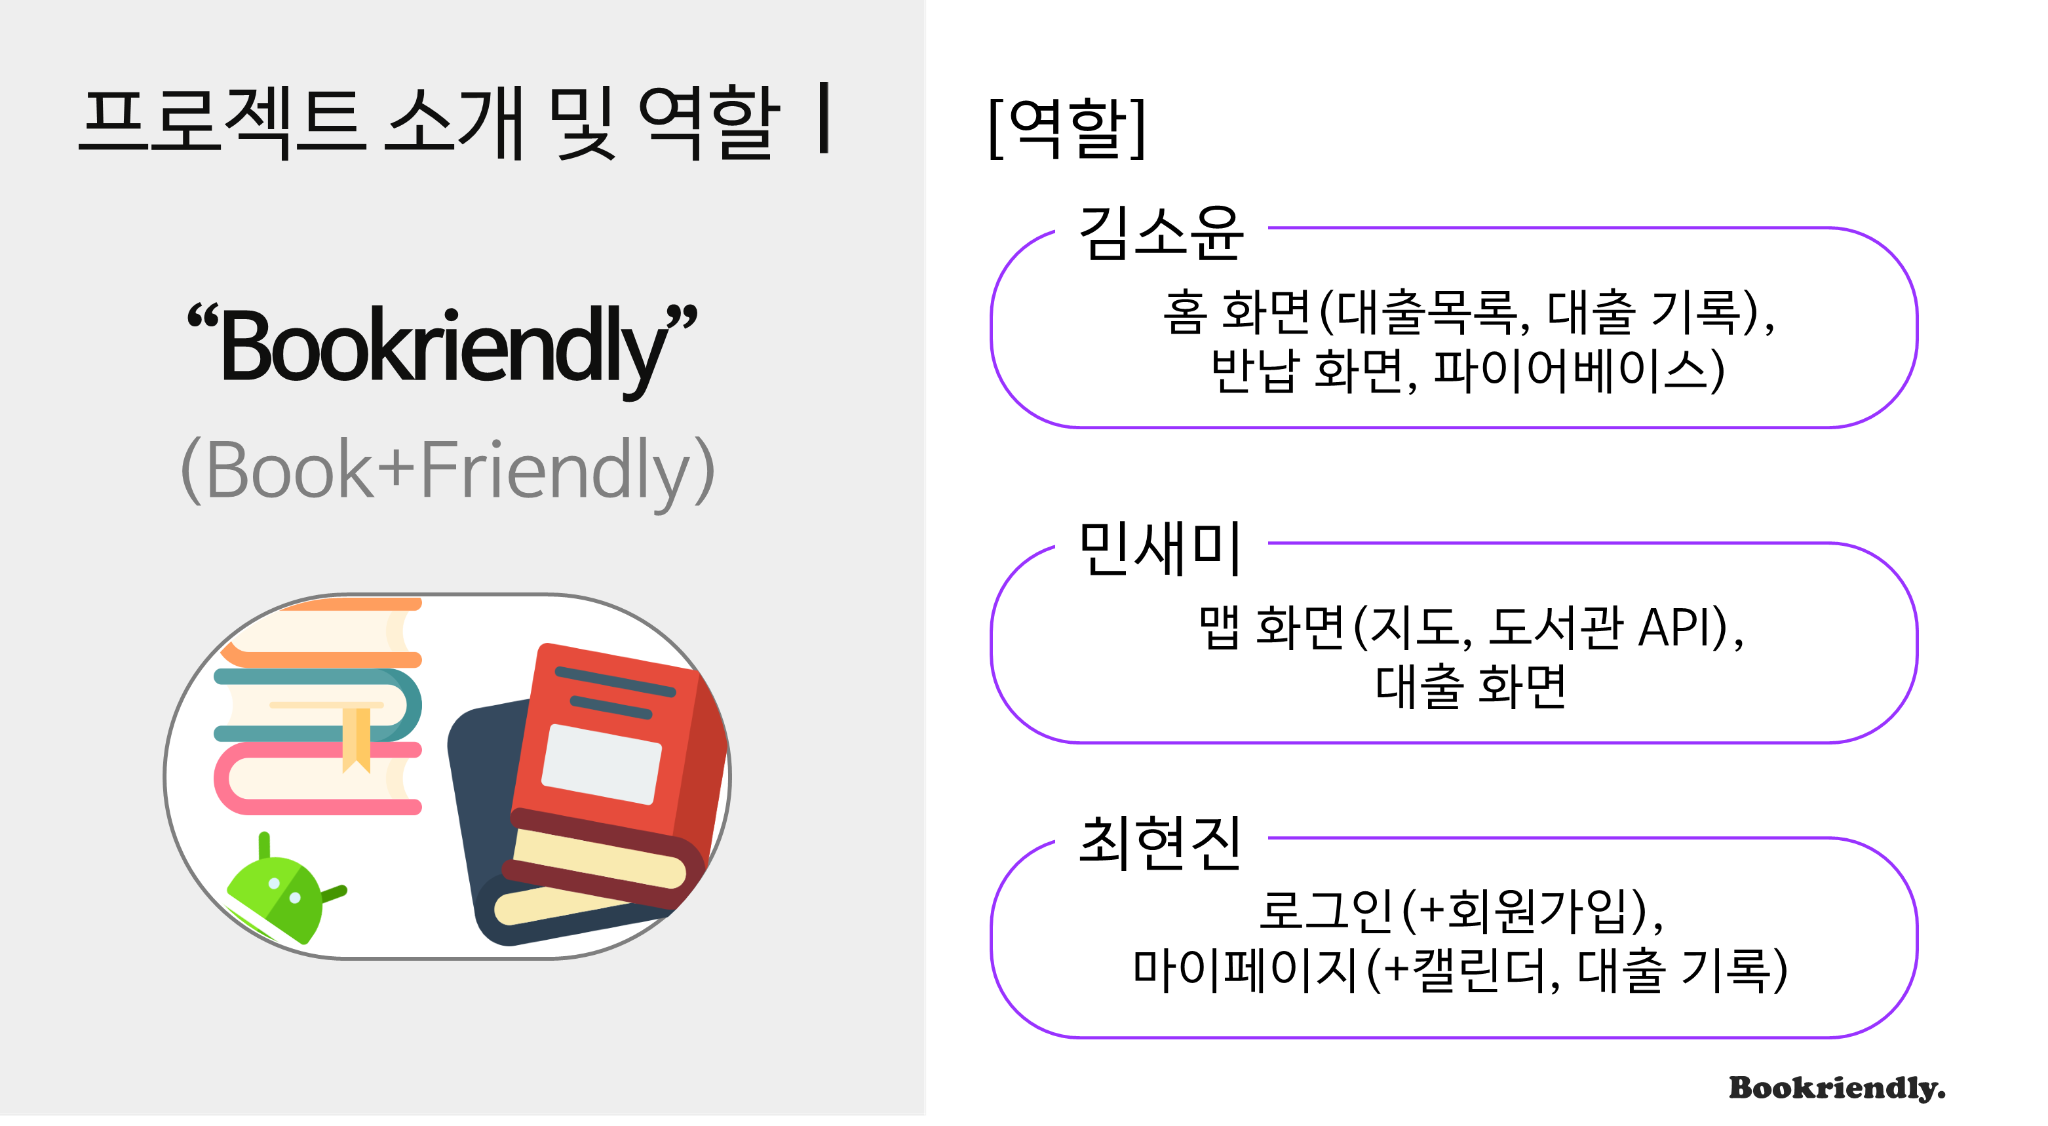 프로젝트 소개 및 역할 |
“Bookriendly”
(Book+Friendly)
[역할]
김소윤
홈 화면(대출목록, 대출 기록),
반납 화면, 파이어베이스)
민새미
맵 화면(지도, 도서관 API),
대출 화면
최현진
로그인(+회원가입),
마이페이지(+캘린더, 대출 기록)
Bookriendly.